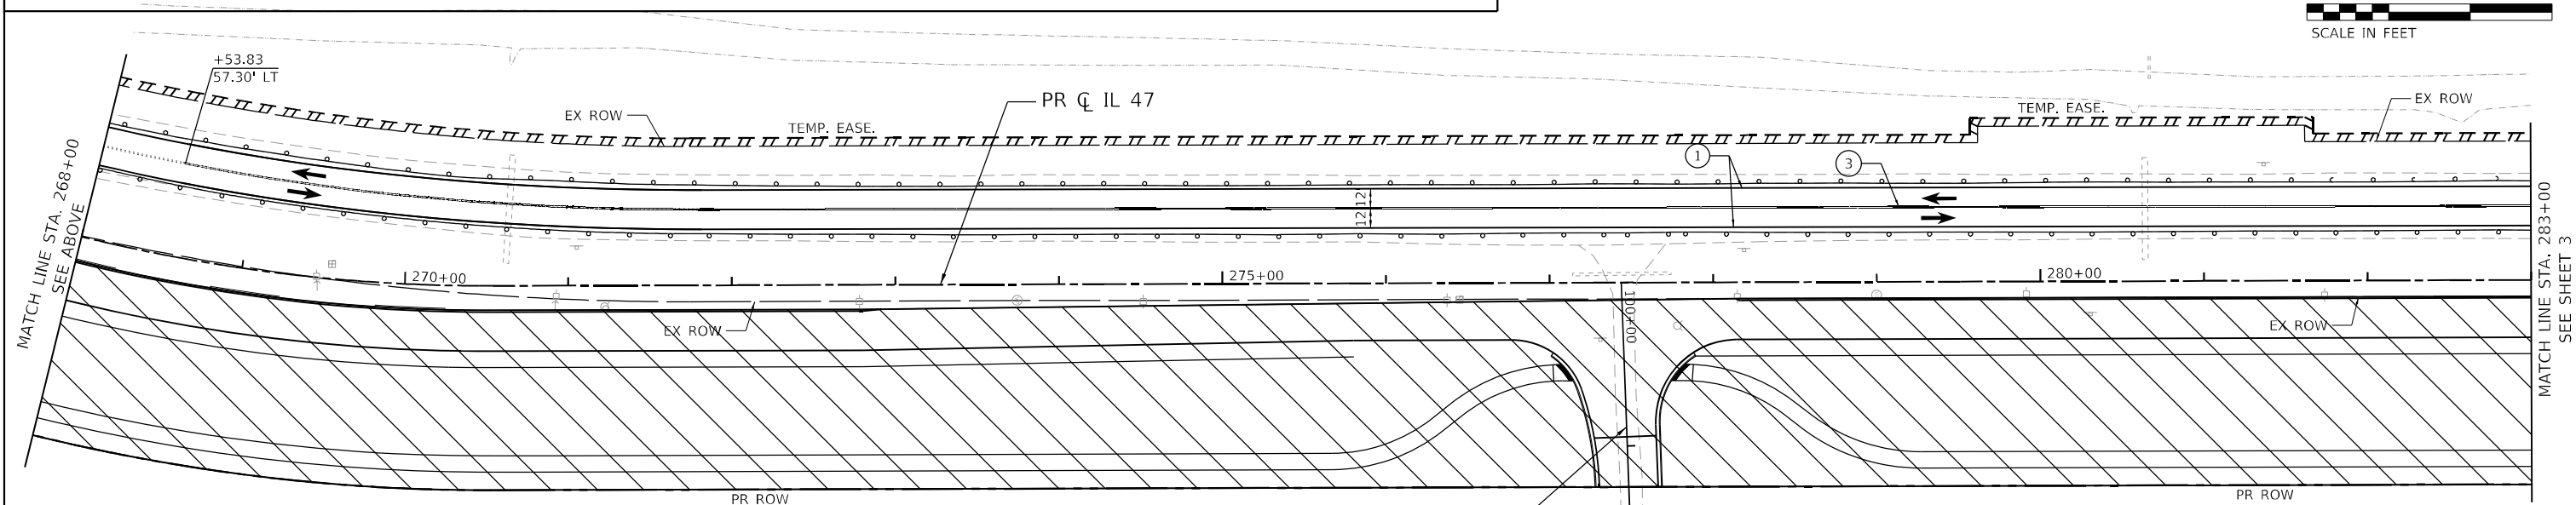 SCALE IN FEET
+53.83
57.30' LT
EX ROW
TEMP. EASE.
PR ℄ IL 47
TEMP. EASE.
EX ROW
1
3
MATCH LINE STA. 268+00
SEE ABOVE
12
12
270+00
275+00
280+00
100+00
EX ROW
EX ROW
MATCH LINE STA. 283+00
SEE SHEET 3
PR ROW
PR ROW